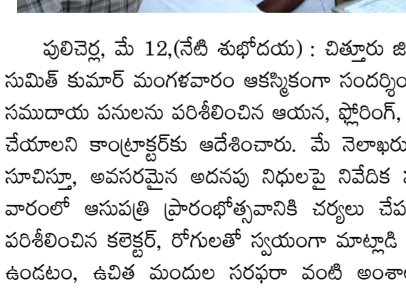 పులిచెర్ల, మే 12,(నేటి శుభోదయ) : చిత్తూరు జి
సుమిత్ కుమార్ మంగళవారం ఆకస్మికంగా సందర్శిం
సముదాయ పనులను పరిశీలించిన ఆయన, ఫ్లోరింగ్,
చేయాలని కాంట్రాక్టర్‌కు ఆదేశించారు. మే నెలాఖరు
సూచిస్తూ, అవసరమైన అదనపు నిధులపై నివేదిక
వారంలో ఆసుపత్రి ప్రారంభోత్సవానికి చర్యలు చేప
పరిశీలించిన కలెక్టర్, రోగులతో స్వయంగా మాట్లాడి
ఉండటం, ఉచిత మందుల సరఫరా వంటి అంశా